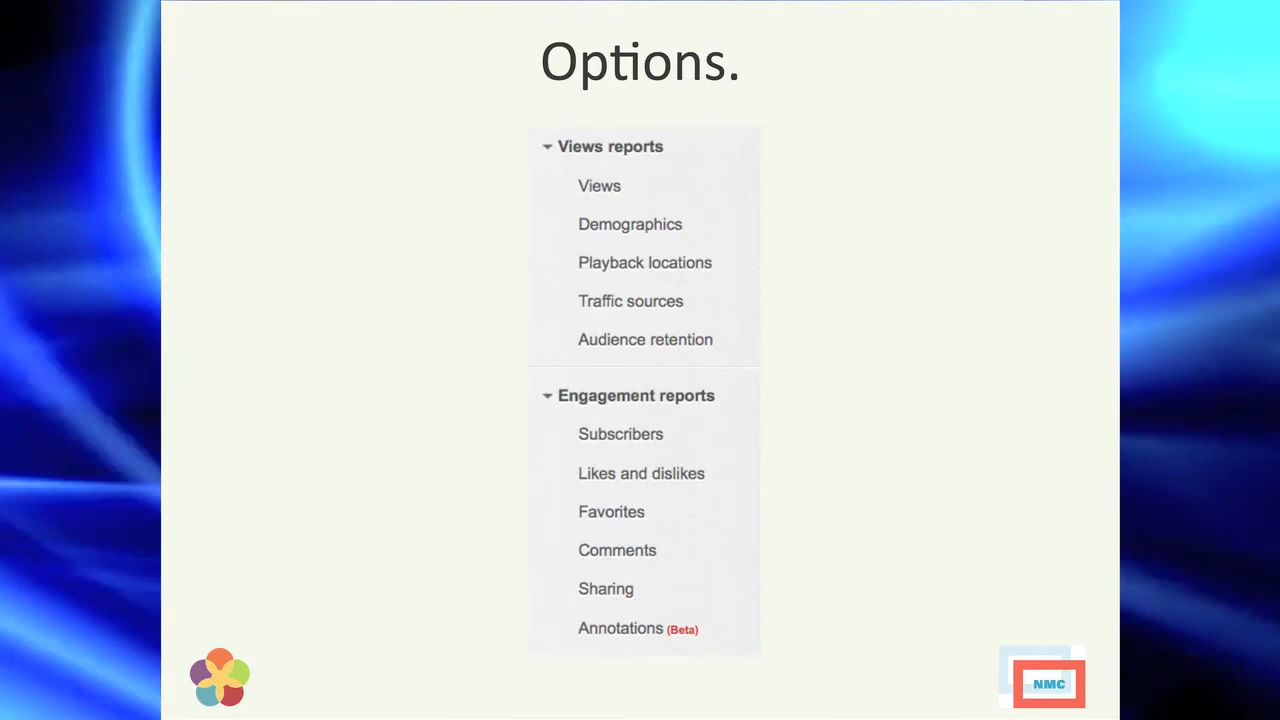 Options.
Views reports
Views
Demographics
Playback locations
Traffic sources
Audience retention
Engagement reports
Subscribers
Likes and dislikes
Favorites
Comments
Sharing
Annotations (Beta)
NMC